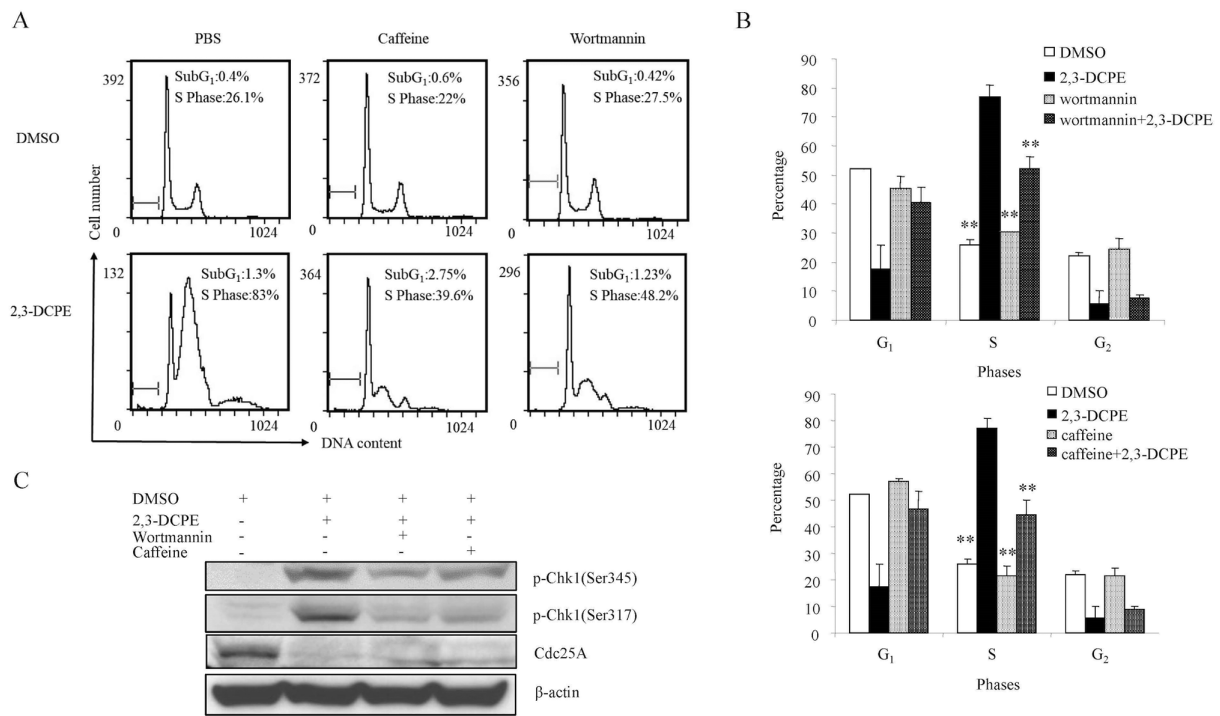 A
PBS
Caffeine
Wortmannin
DMSO
2,3-DCPE
Cell number
DNA content
392
SubG1:0.4%
S Phase:26.1%
0
1024
372
SubG1:0.6%
S Phase:22%
0
1024
356
SubG1:0.42%
S Phase:27.5%
0
1024
132
SubG1:1.3%
S Phase:83%
0
1024
364
SubG1:2.75%
S Phase:39.6%
0
1024
296
SubG1:1.23%
S Phase:48.2%
0
1024
B
DMSO
2,3-DCPE
wortmannin
wortmannin+2,3-DCPE
Percentage
90
80
70
60
50
40
30
20
10
0
** ** **
G1 S G2
Phases
DMSO
2,3-DCPE
caffeine
caffeine+2,3-DCPE
Percentage
90
80
70
60
50
40
30
20
10
0
** ** **
G1 S G2
Phases
C
DMSO + + + +
2,3-DCPE - + + +
Wortmannin - - + -
Caffeine - - - +
p-Chk1(Ser345)
p-Chk1(Ser317)
Cdc25A
β-actin